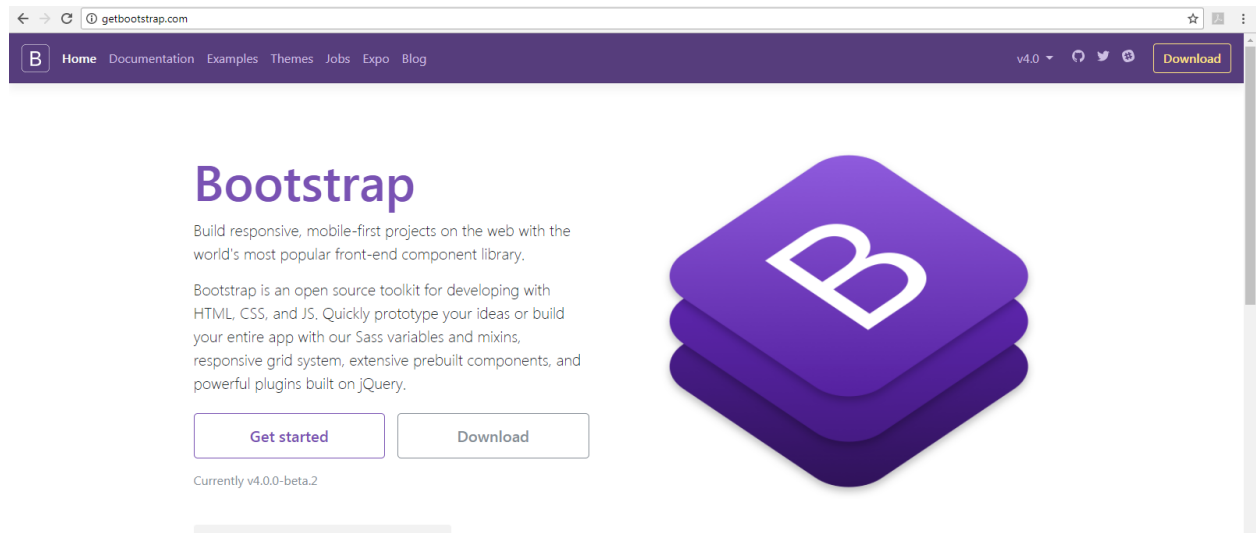 getbootstrap.com
B Home Documentation Examples Themes Jobs Expo Blog v4.0 Download
Bootstrap
Build responsive, mobile-first projects on the web with the
world's most popular front-end component library.
Bootstrap is an open source toolkit for developing with
HTML, CSS, and JS. Quickly prototype your ideas or build
your entire app with our Sass variables and mixins,
responsive grid system, extensive prebuilt components, and
powerful plugins built on jQuery.
B
Get started Download
Currently v4.0.0-beta.2